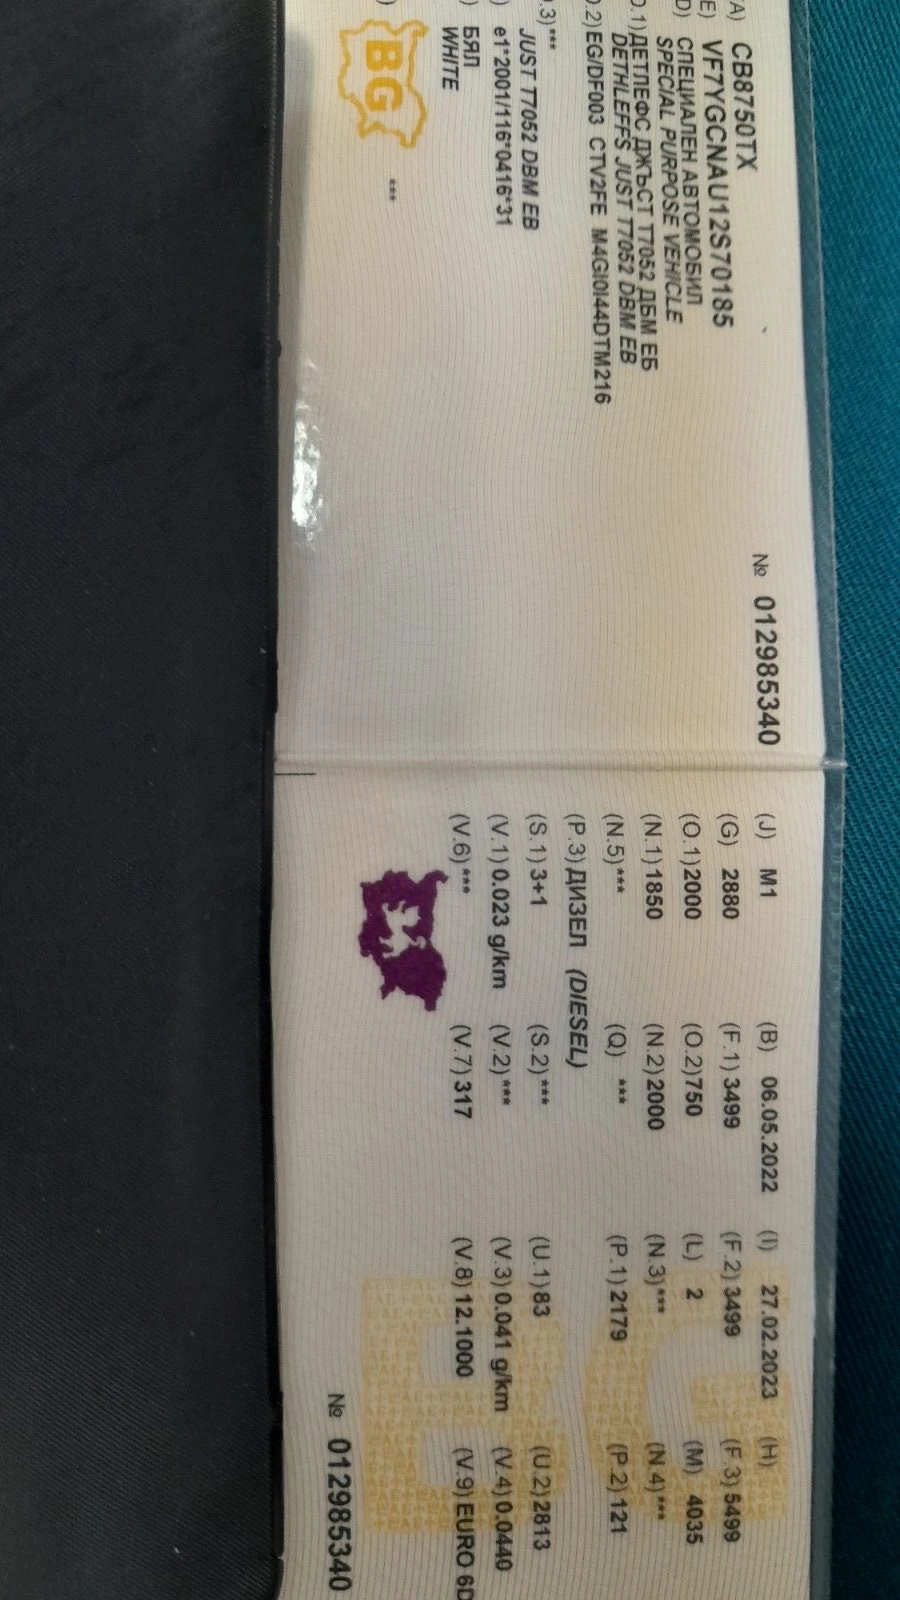 (A) CB8750TX
№ 012985340
E) VF7YGCNAU12S70185
D) СПЕЦИАЛЕН АВТОМОБИЛ
SPECIAL PURPOSE VEHICLE
.1) ДЕТЛЕФС ДЖЪСТ Т7052 ДБМ ЕБ
DETHLEFFS JUST T7052 DBM EB
.2) EG/DF003 CTV2FE M4GI0I44DTM216
.3) ***
JUST T7052 DBM EB
) e1*2001/116*0416*31
) БЯЛ
WHITE
) ***
BG
(J) M1 (B) 06.05.2022 (I) 27.02.2023 (H)
(G) 2880 (F.1) 3499 (F.2) 3499 (F.3) 5499
(O.1) 2000 (O.2) 750 (L) 2 (M) 4035
(N.1) 1850 (N.2) 2000 (N.3) *** (N.4) ***
(N.5) *** (Q) *** (P.1) 2179 (P.2) 121
(P.3) ДИЗЕЛ (DIESEL)
(S.1) 3+1 (S.2) *** (U.1) 83 (U.2) 2813
(V.1) 0.023 g/km (V.2) *** (V.3) 0.041 g/km (V.4) 0.0440
(V.6) *** (V.7) 317 (V.8) 12.1000 (V.9) EURO 6D
№ 012985340